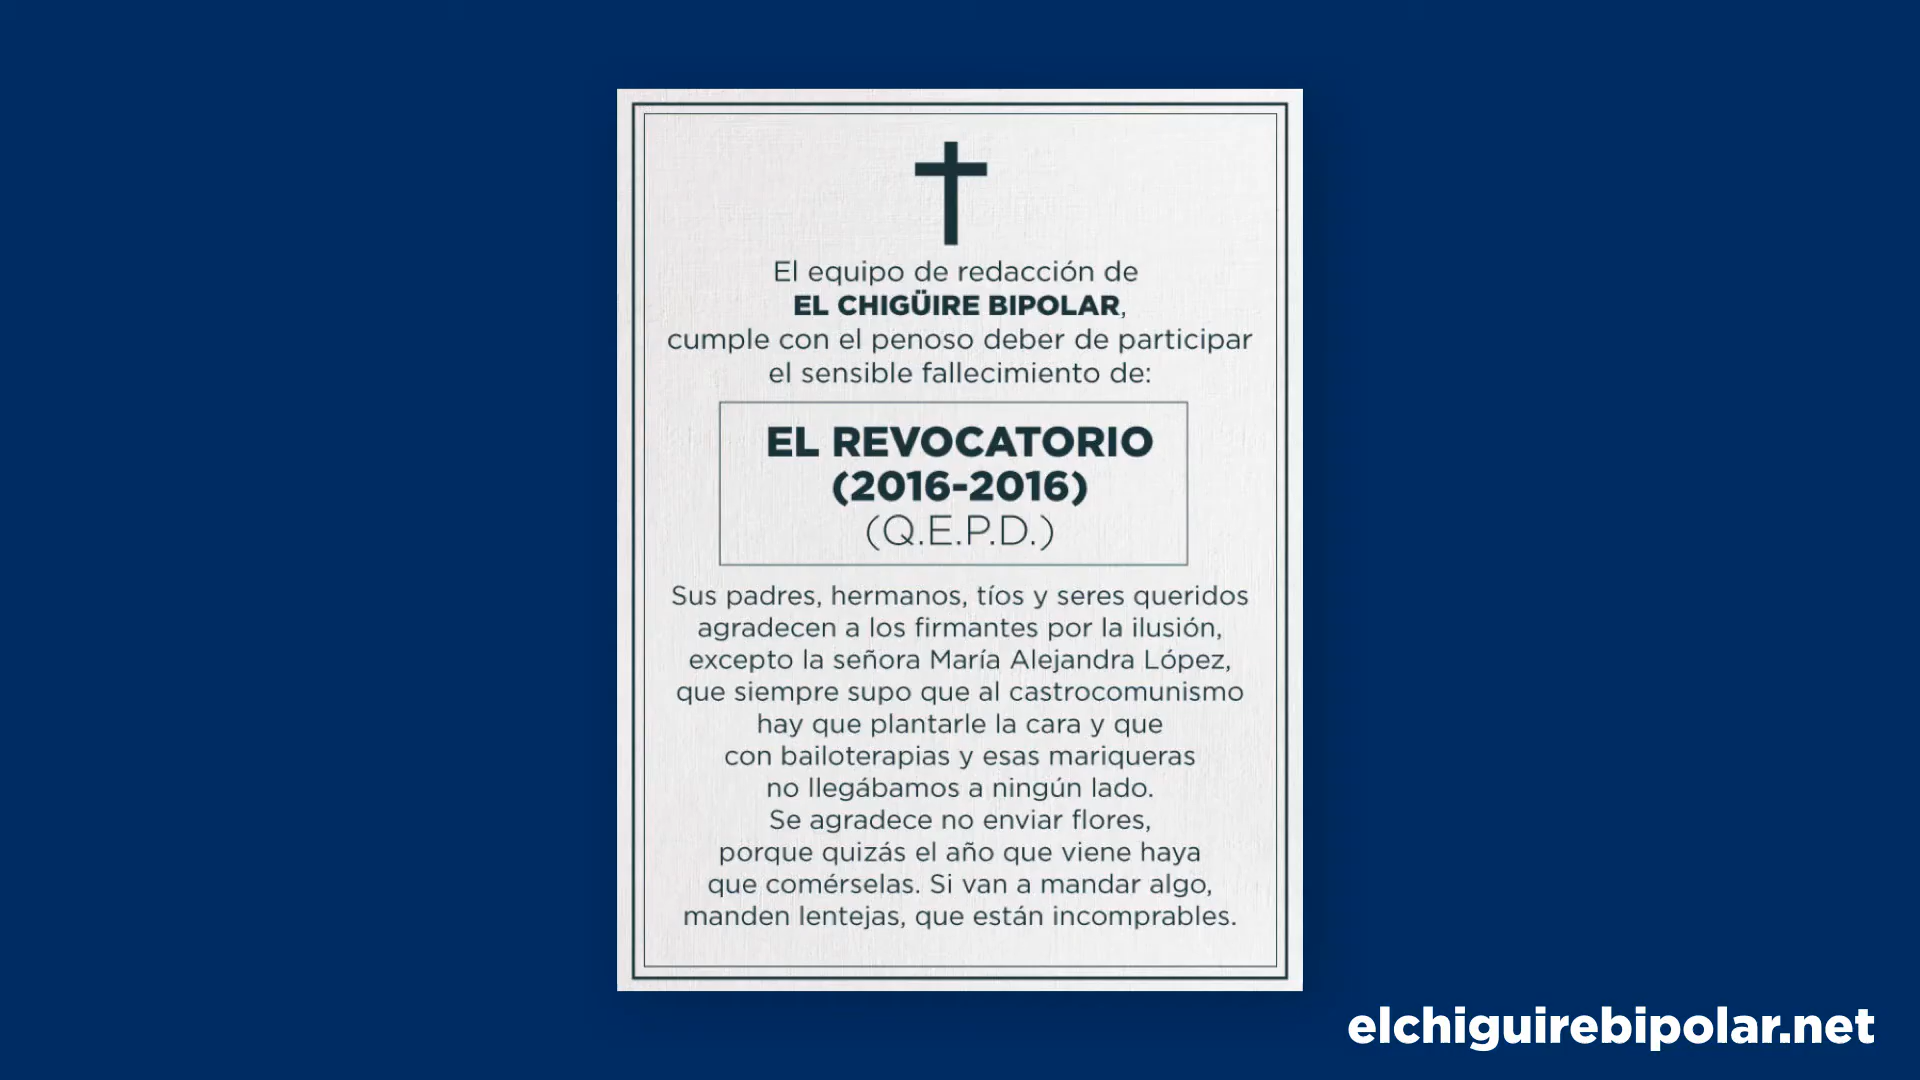 El equipo de redacción de
EL CHIGÜIRE BIPOLAR,
cumple con el penoso deber de participar
el sensible fallecimiento de:
EL REVOCATORIO
(2016-2016)
(Q.E.P.D.)
Sus padres, hermanos, tíos y seres queridos
agradecen a los firmantes por la ilusión,
excepto la señora María Alejandra López,
que siempre supo que al castrocomunismo
hay que plantarle la cara y que
con bailoterapias y esas mariqueras
no llegábamos a ningún lado.
Se agradece no enviar flores,
porque quizás el año que viene haya
que comérselas. Si van a mandar algo,
manden lentejas, que están incomprables.
elchiguirebipolar.net